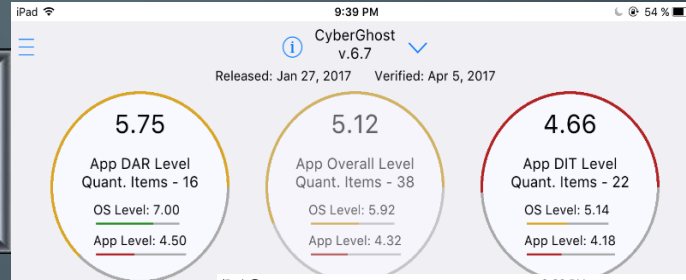 iPad 9:39 PM 54 %
CyberGhost
v.6.7
Released: Jan 27, 2017 Verified: Apr 5, 2017
5.75
App DAR Level
Quant. Items - 16
OS Level: 7.00
App Level: 4.50
5.12
App Overall Level
Quant. Items - 38
OS Level: 5.92
App Level: 4.32
4.66
App DIT Level
Quant. Items - 22
OS Level: 5.14
App Level: 4.18